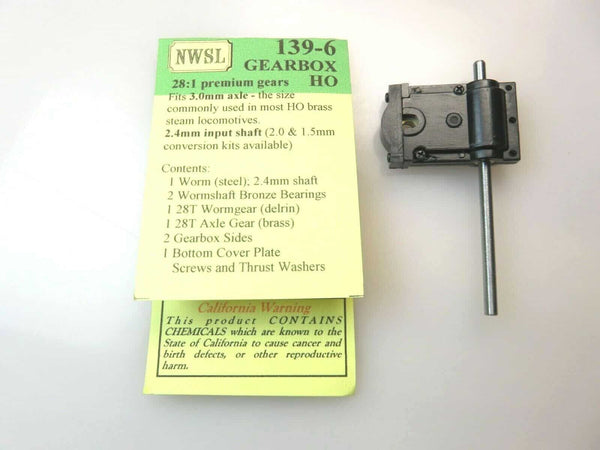 NWSL
139-6
GEARBOX
28:1 premium gears HO
Fits 3.0mm axle - the size
commonly used in most HO brass
steam locomotives.
2.4mm input shaft (2.0 & 1.5mm
conversion kits available)
Contents:
1 Worm (steel); 2.4mm shaft
2 Wormshaft Bronze Bearings
1 28T Wormgear (delrin)
1 28T Axle Gear (brass)
2 Gearbox Sides
1 Bottom Cover Plate
Screws and Thrust Washers
California Warning
This product CONTAINS
CHEMICALS which are known to the
State of California to cause cancer and
birth defects, or other reproductive
harm.